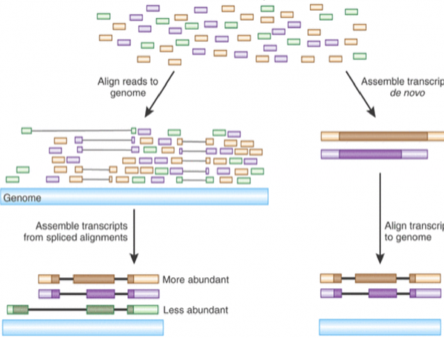 Align reads to
genome
Assemble transcrip
de novo
Genome
Assemble transcripts
from spliced alignments
Align transcrip
to genome
More abundant
Less abundant